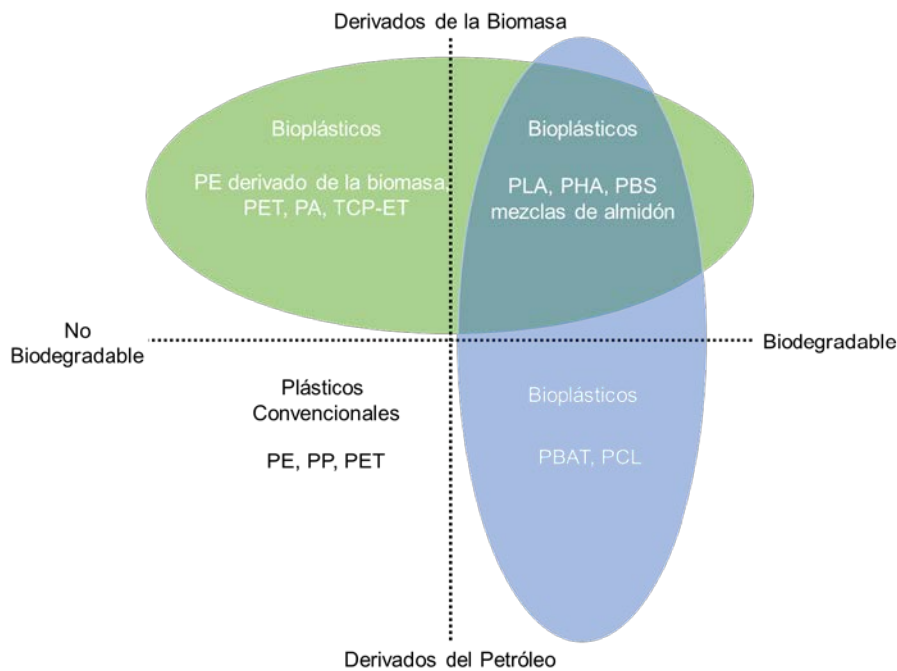 Derivados de la Biomasa
Bioplásticos
PE derivado de la biomasa,
PET, PA, TCP-ET
Bioplásticos
PLA, PHA, PBS
mezclas de almidón
No
Biodegradable
Biodegradable
Plásticos
Convencionales
PE, PP, PET
Bioplásticos
PBAT, PCL
Derivados del Petróleo